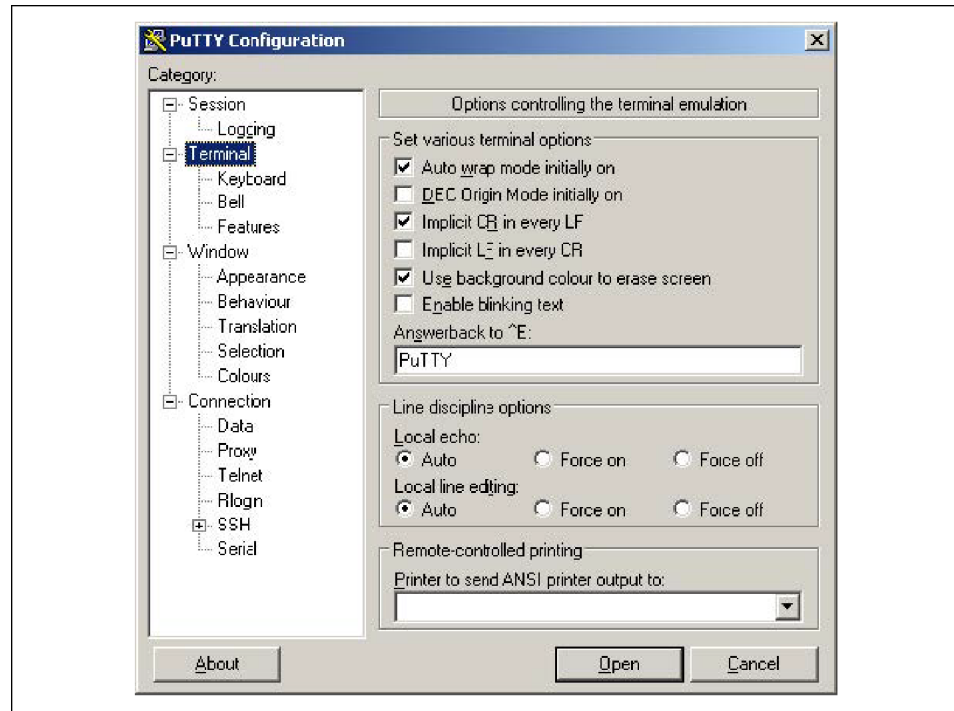 PuTTY Configuration
Category:
Session
Logging
Terminal
Keyboard
Bell
Features
Window
Appearance
Behaviour
Translation
Selection
Colours
Connection
Data
Proxy
Telnet
Rlogin
SSH
Serial
Options controlling the terminal emulation
Set various terminal options
Auto wrap mode initially on
DEC Origin Mode initially on
Implicit CR in every LF
Implicit LF in every CR
Use background colour to erase screen
Enable blinking text
Answerback to ^E:
PuTTY
Line discipline options
Local echo:
Auto Force on Force off
Local line editing:
Auto Force on Force off
Remote-controlled printing
Printer to send ANSI printer output to:
About Open Cancel